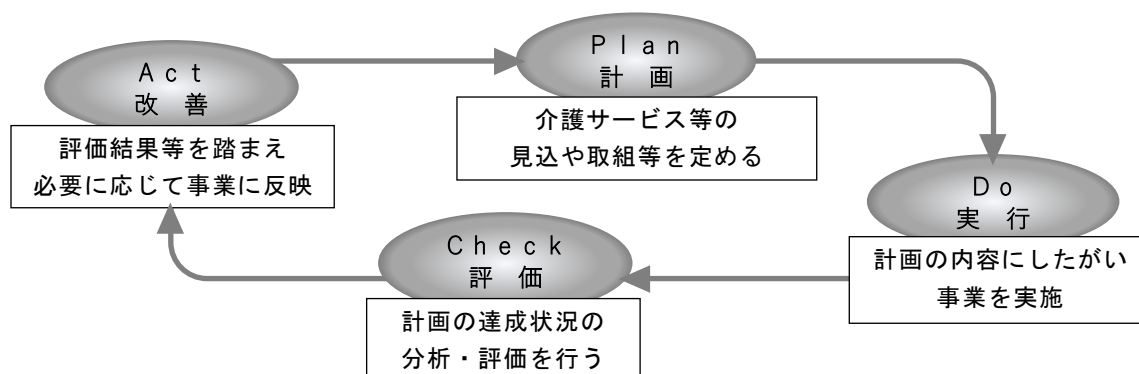 Plan
計 画
介護サービス等の
見込や取組等を定める
Do
実 行
計画の内容にしたがい
事業を実施
Check
評 価
計画の達成状況の
分析・評価を行う
Act
改 善
評価結果等を踏まえ
必要に応じて事業に反映